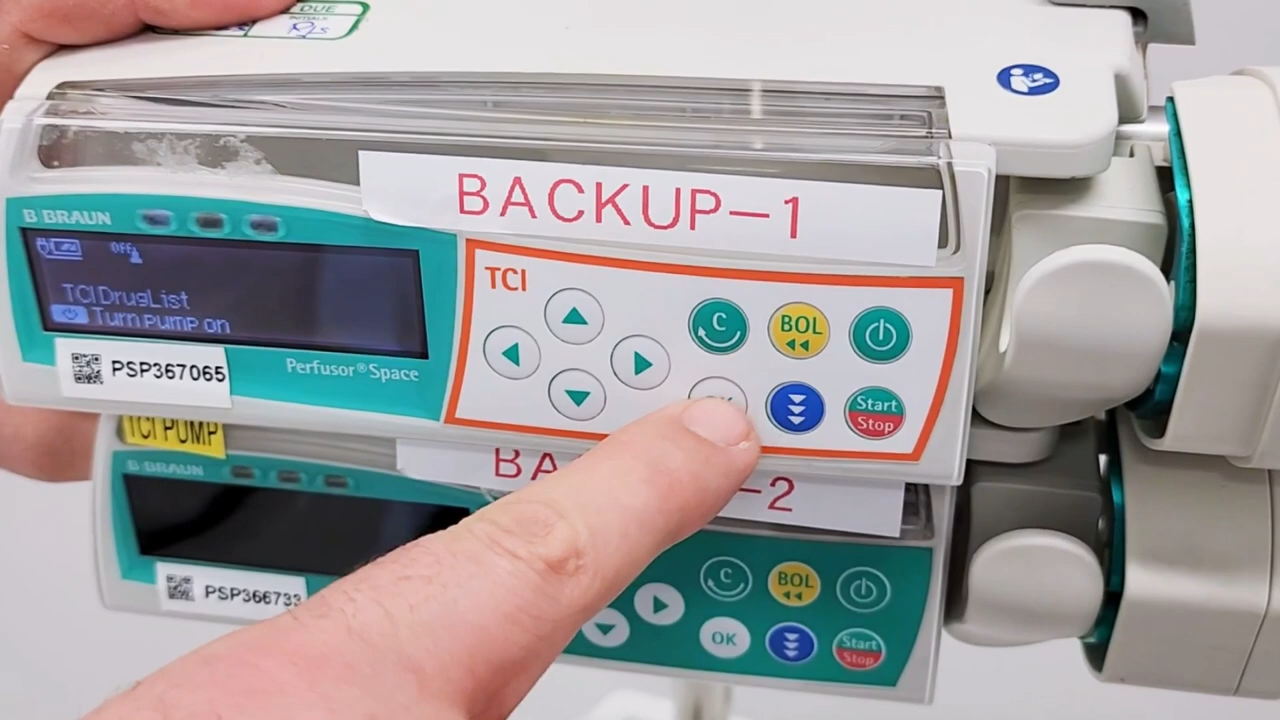 DUE
INITIALS
BACKUP-1
B BRAUN
Off
TCI DrugList
Turn pump on
TCI
C
BOL
Start
Stop
PSP367065
Perfusor® Space
TCI PUMP
B BRAUN
-2
PSP366733
C
BOL
OK
Start
Stop